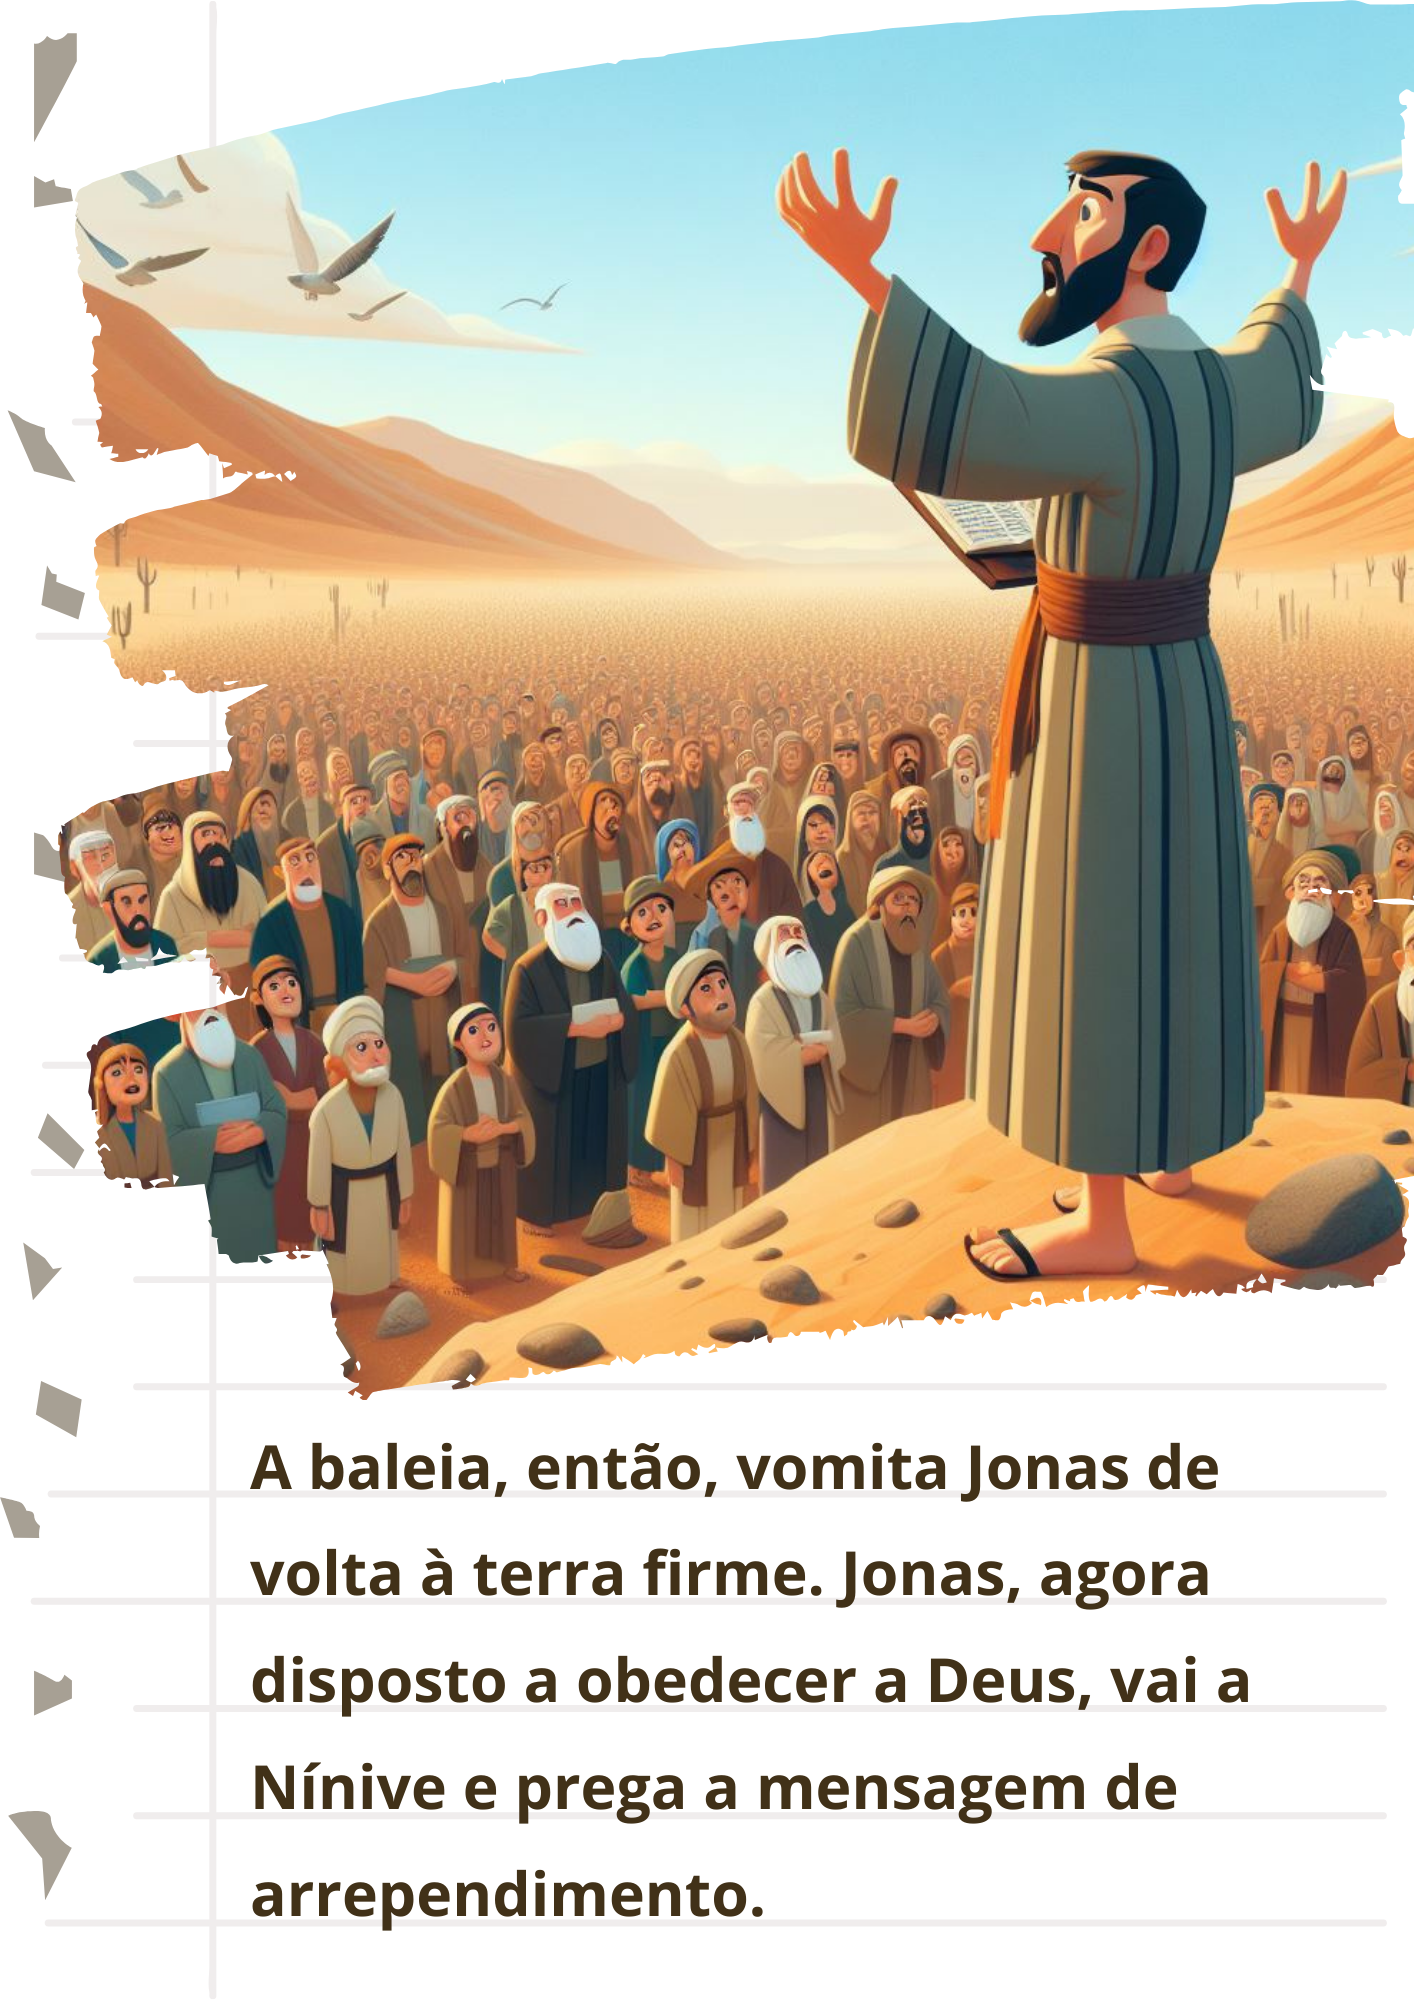 A baleia, então, vomita Jonas de
volta à terra firme. Jonas, agora
disposto a obedecer a Deus, vai a
Nínive e prega a mensagem de
arrependimento.